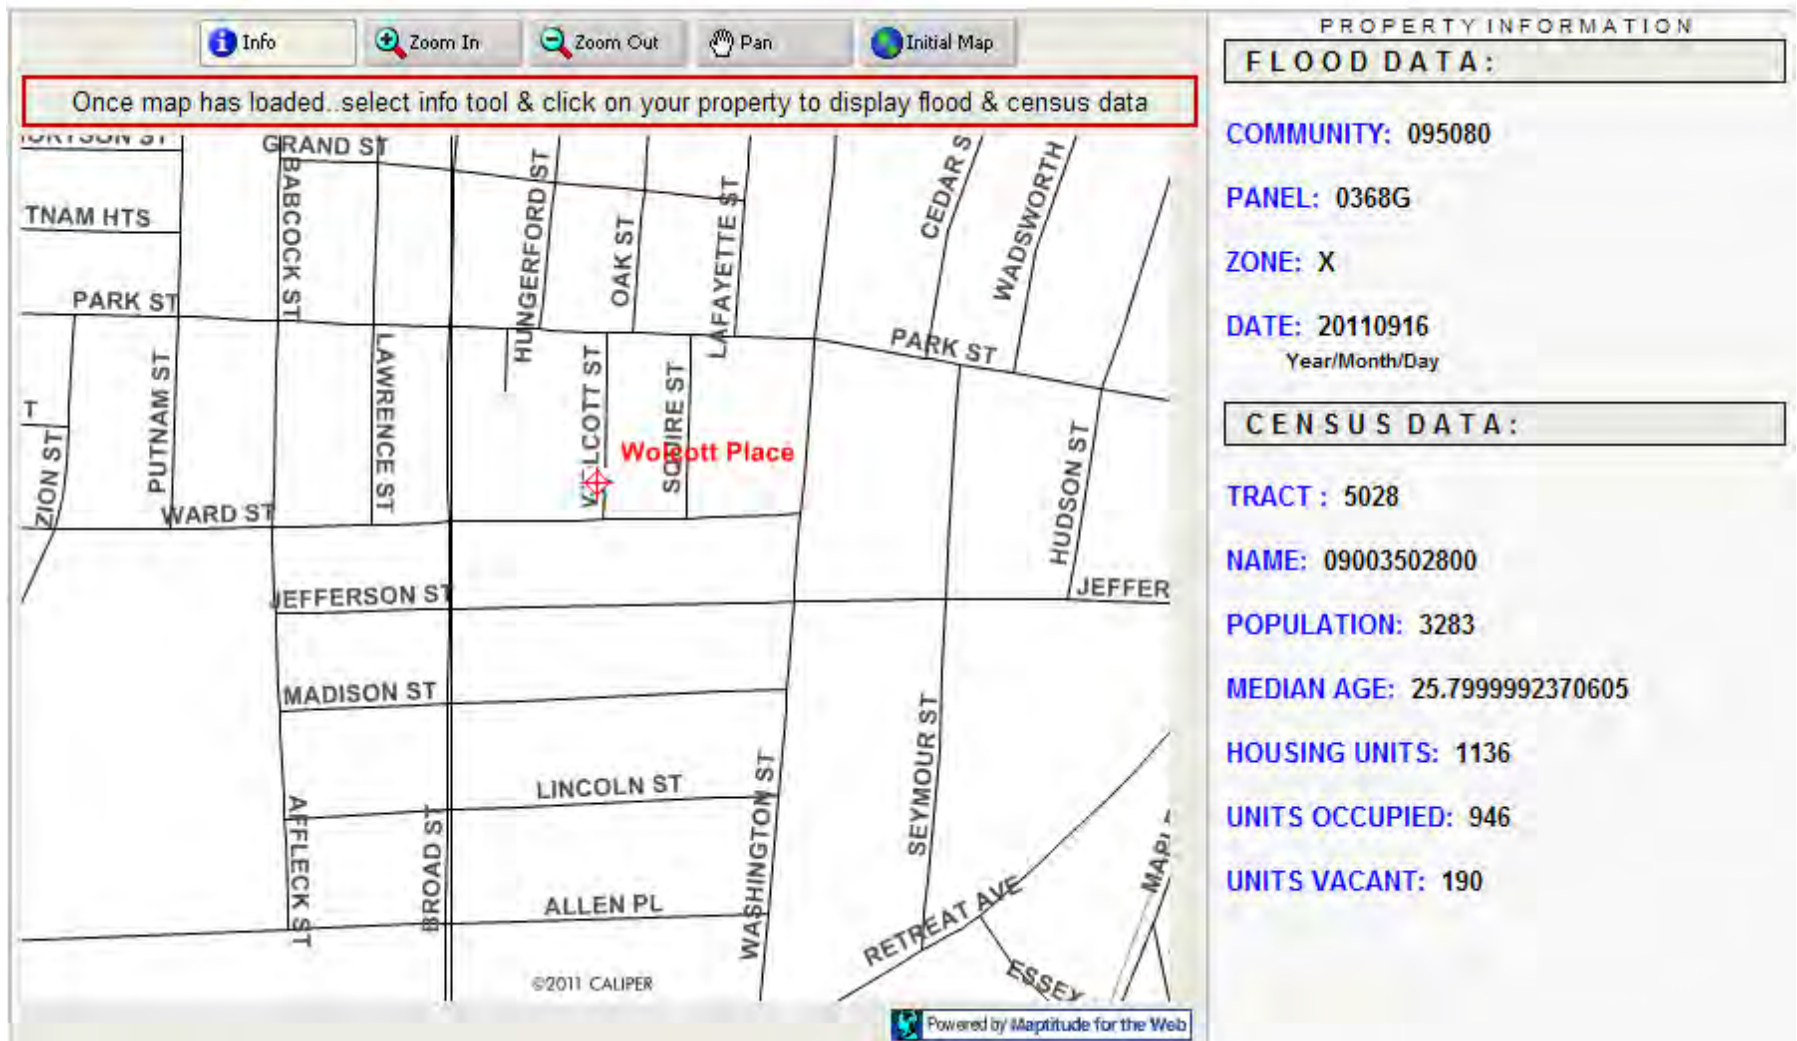 Info
Zoom In
Zoom Out
Pan
Initial Map
Once map has loaded..select info tool & click on your property to display flood & census data
GRAND ST
BABCOCK ST
HUNGERFORD ST
OAK ST
LAFAYETTE ST
CEDAR S
WADSWORTH
TNAM HTS
PARK ST
PARK ST
PUTNAM ST
LAWRENCE ST
SQUIRE ST
T
ZION ST
Wolcott Place
HUDSON ST
WARD ST
JEFFERSON ST
JEFFER
MADISON ST
SEYMOUR ST
LINCOLN ST
WASHINGTON ST
AFFLECK ST
BROAD ST
MAPL
ALLEN PL
RETREAT AVE
ESSEX
©2011 CALIPER
Powered by Maptitude for the Web
PROPERTY INFORMATION
FLOOD DATA:
COMMUNITY: 095080
PANEL: 0368G
ZONE: X
DATE: 20110916
Year/Month/Day
CENSUS DATA:
TRACT : 5028
NAME: 09003502800
POPULATION: 3283
MEDIAN AGE: 25.7999992370605
HOUSING UNITS: 1136
UNITS OCCUPIED: 946
UNITS VACANT: 190